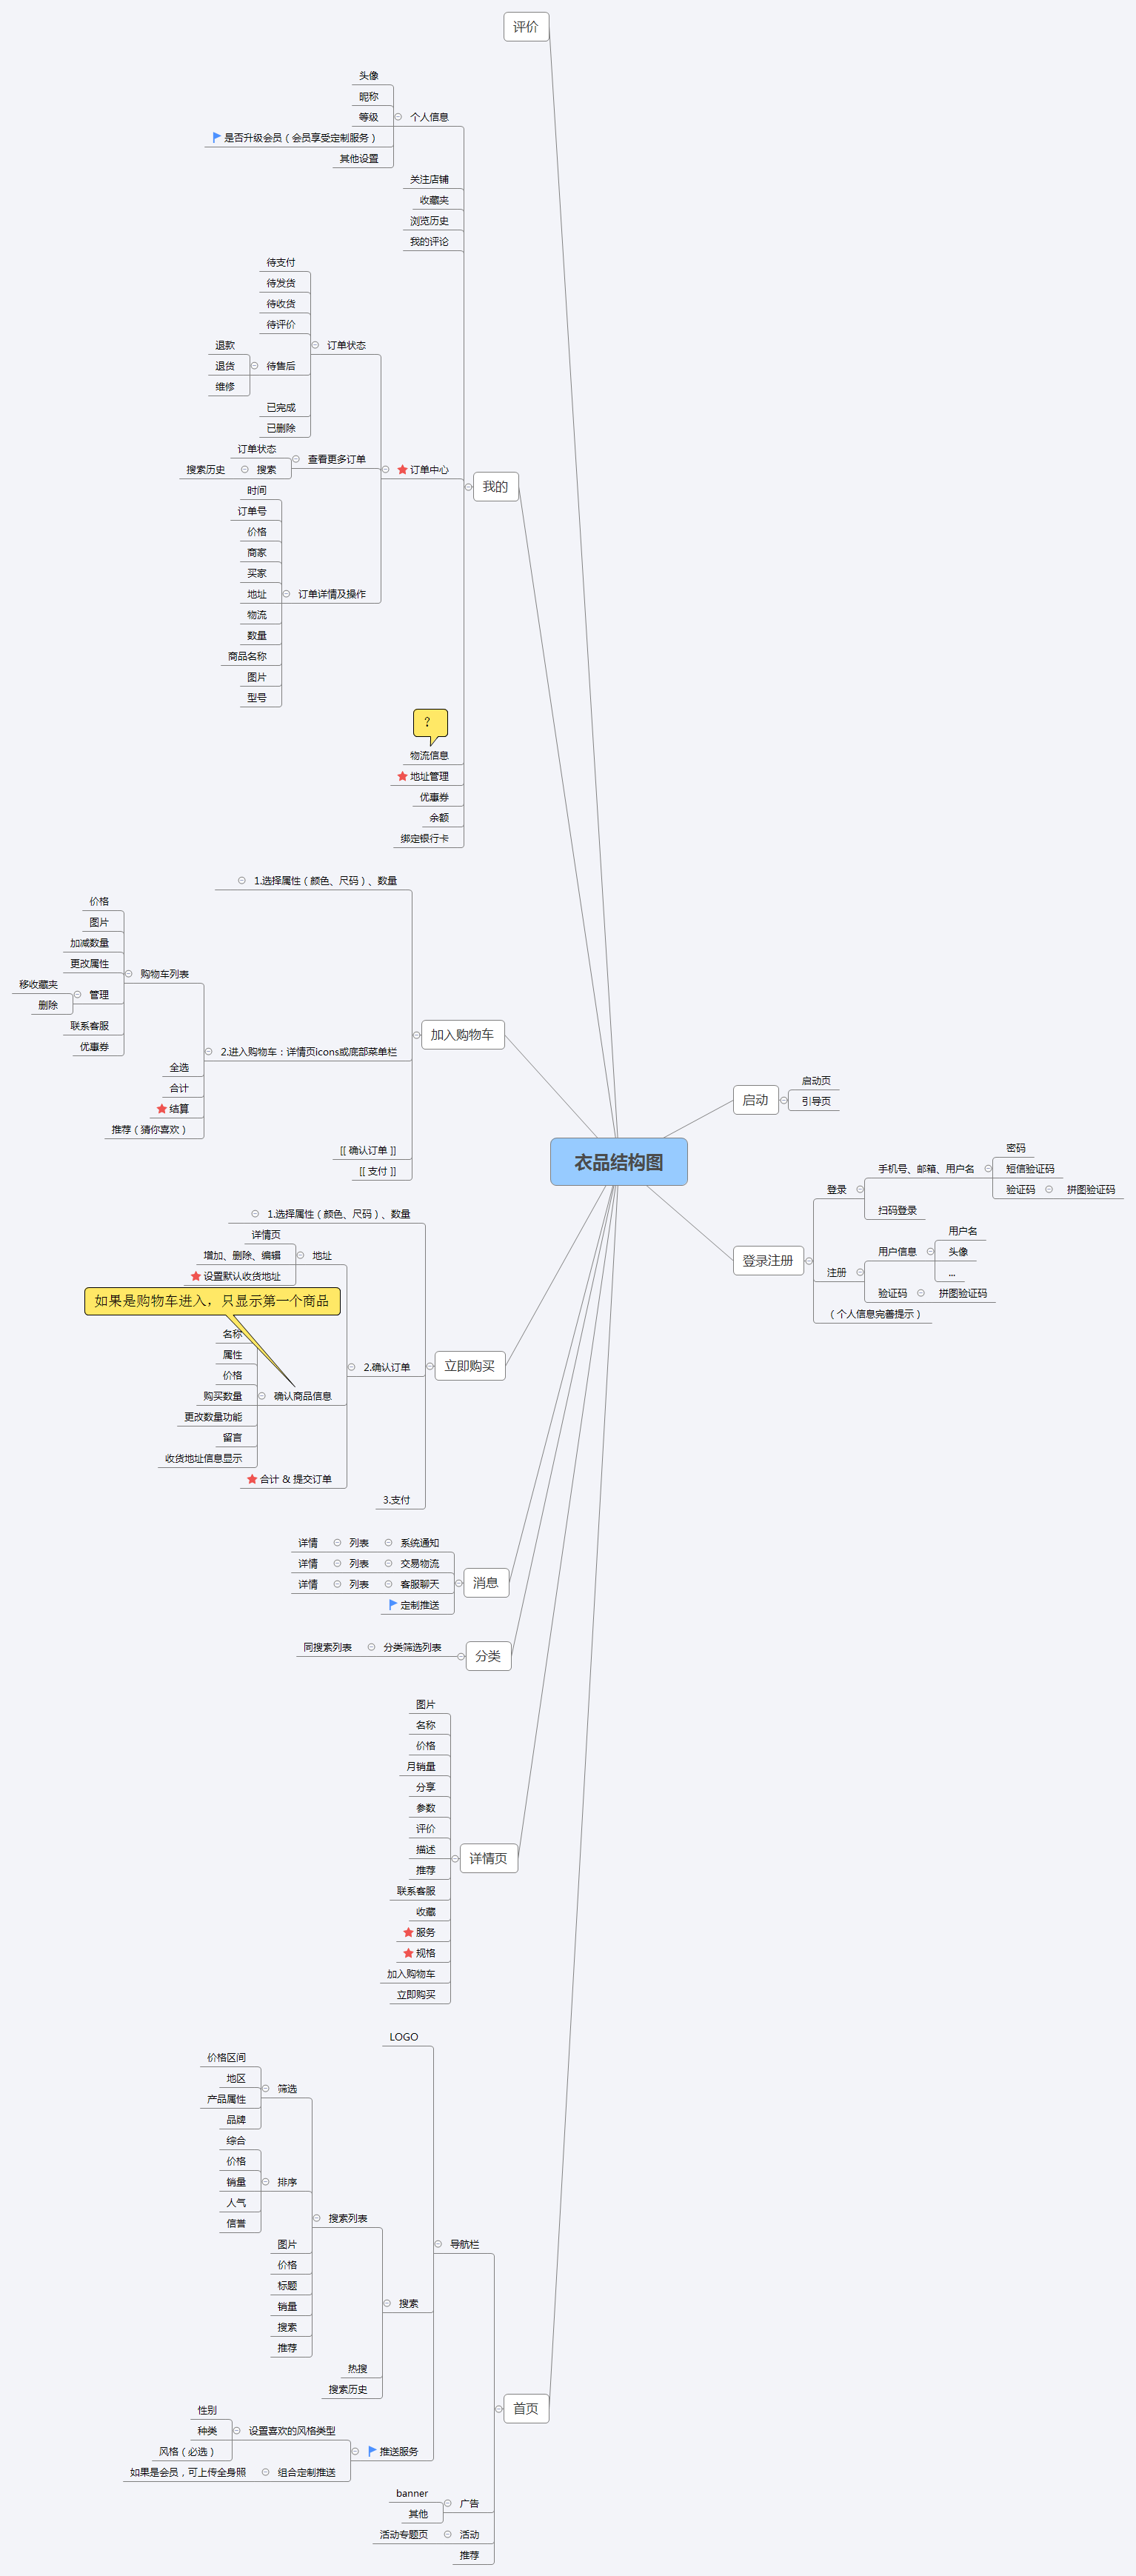 评价
头像
昵称
等级
个人信息
是否升级会员（会员享受定制服务）
其他设置
关注店铺
收藏夹
浏览历史
我的评论
待支付
待发货
待收货
待评价
订单状态
退款
退货
待售后
维修
已完成
已删除
订单状态
查看更多订单
搜索历史
搜索
订单中心
我的
时间
订单号
价格
商家
买家
地址
订单详情及操作
物流
数量
商品名称
图片
型号
？
物流信息
地址管理
优惠券
余额
绑定银行卡
1.选择属性（颜色、尺码）、数量
价格
图片
加减数量
更改属性
购物车列表
移收藏夹
管理
删除
联系客服
优惠券
加入购物车
2.进入购物车：详情页icons或底部菜单栏
全选
合计
结算
推荐（猜你喜欢）
[[ 确认订单 ]]
[[ 支付 ]]
衣品结构图
启动
启动页
引导页
登录注册
登录
手机号、邮箱、用户名
密码
短信验证码
验证码
拼图验证码
扫码登录
注册
用户信息
用户名
头像
...
验证码
拼图验证码
（个人信息完善提示）
1.选择属性（颜色、尺码）、数量
详情页
增加、删除、编辑
地址
设置默认收货地址
如果是购物车进入，只显示第一个商品
名称
属性
价格
购买数量
确认商品信息
更改数量功能
留言
收货地址信息显示
2.确认订单
立即购买
合计 & 提交订单
3.支付
详情
列表
系统通知
详情
列表
交易物流
详情
列表
客服聊天
定制推送
消息
同搜索列表
分类筛选列表
分类
图片
名称
价格
月销量
分享
参数
评价
描述
详情页
推荐
联系客服
收藏
服务
规格
加入购物车
立即购买
LOGO
价格区间
地区
筛选
产品属性
品牌
综合
价格
销量
排序
人气
信誉
搜索列表
图片
价格
标题
销量
搜索
推荐
导航栏
搜索
热搜
搜索历史
首页
性别
种类
设置喜欢的风格类型
风格（必选）
推送服务
如果是会员，可上传全身照
组合定制推送
banner
广告
其他
活动专题页
活动
推荐